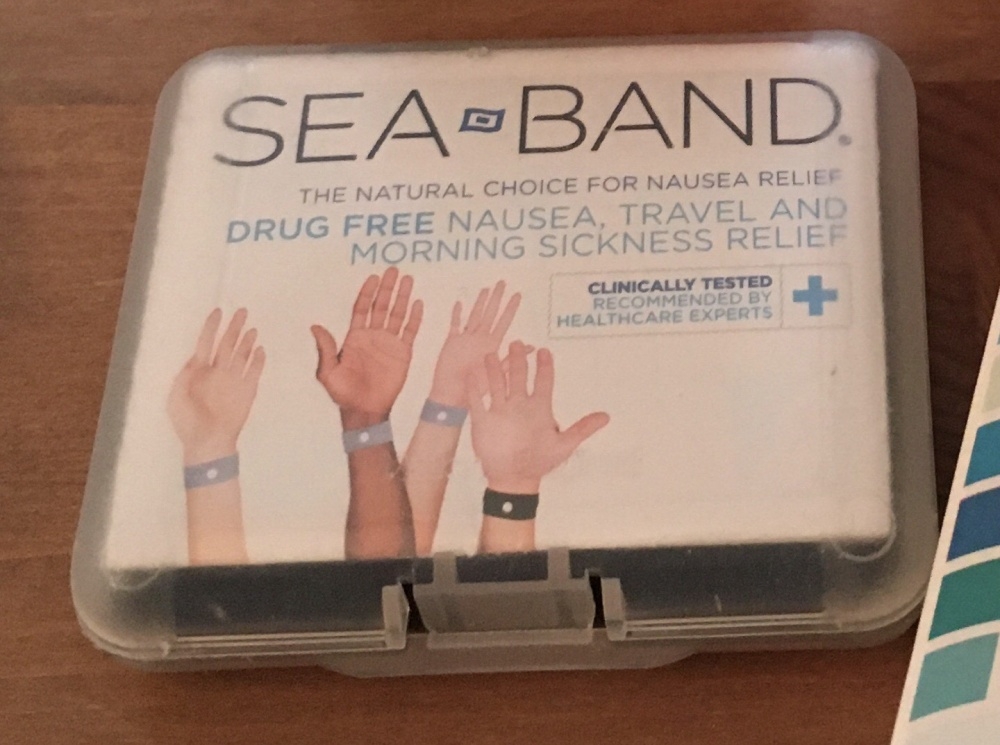 SEA-BAND®
THE NATURAL CHOICE FOR NAUSEA RELIEF
DRUG FREE NAUSEA, TRAVEL AND
MORNING SICKNESS RELIEF
CLINICALLY TESTED
RECOMMENDED BY
HEALTHCARE EXPERTS